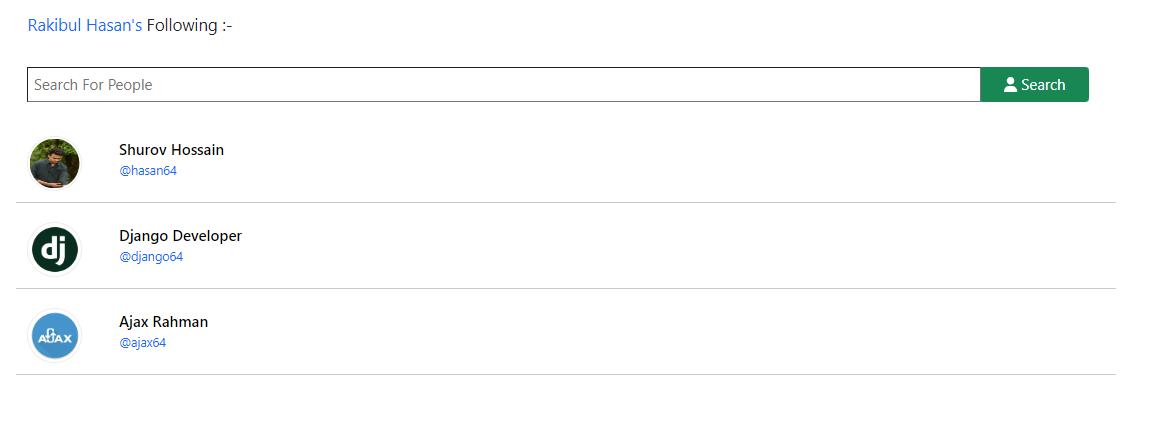 Rakibul Hasan's Following :-
Search For People
Search
Shurov Hossain
@hasan64
dj
Django Developer
@django64
AJAX
Ajax Rahman
@ajax64